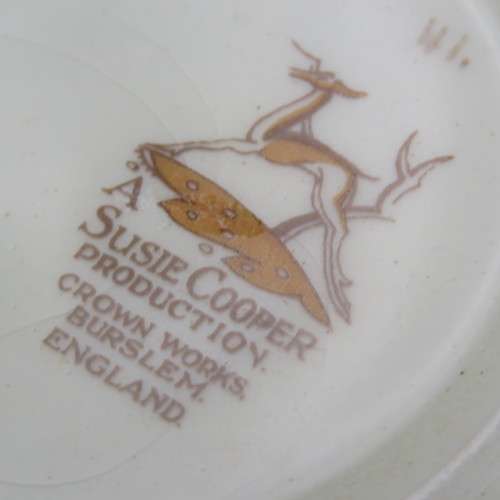 A
SUSIE COOPER
PRODUCTION.
CROWN WORKS,
BURSLEM.
ENGLAND.